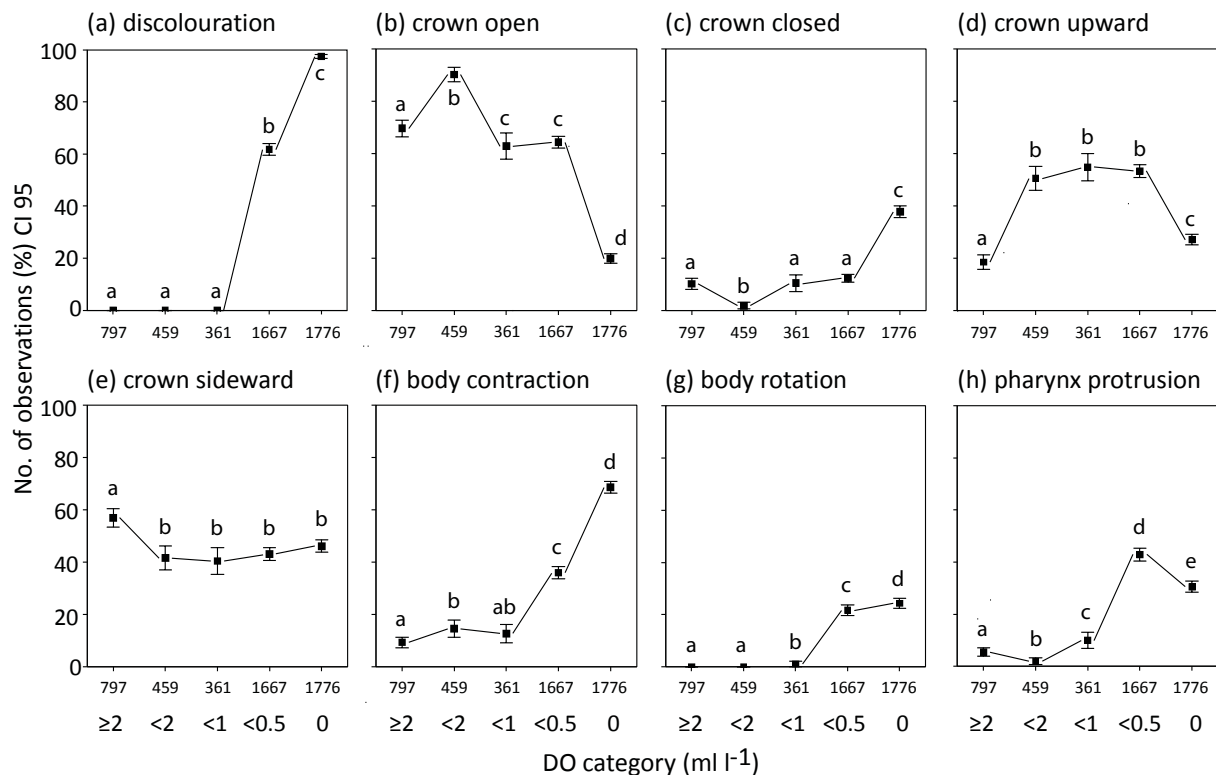 (a) discolouration (b) crown open (c) crown closed (d) crown upward
No. of observations (%) CI 95
100
80
60
40
20
0
a a a b c
a b c c d
a b a a c
a b b b c
797 459 361 1667 1776 797 459 361 1667 1776 797 459 361 1667 1776 797 459 361 1667 1776
(e) crown sideward (f) body contraction (g) body rotation (h) pharynx protrusion
100
80
60
40
20
0
a b b b b
a b ab c d
a a b c d
a b c d e
797 459 361 1667 1776 797 459 361 1667 1776 797 459 361 1667 1776 797 459 361 1667 1776
≥2 <2 <1 <0.5 0 ≥2 <2 <1 <0.5 0 ≥2 <2 <1 <0.5 0 ≥2 <2 <1 <0.5 0
DO category (ml l-1)